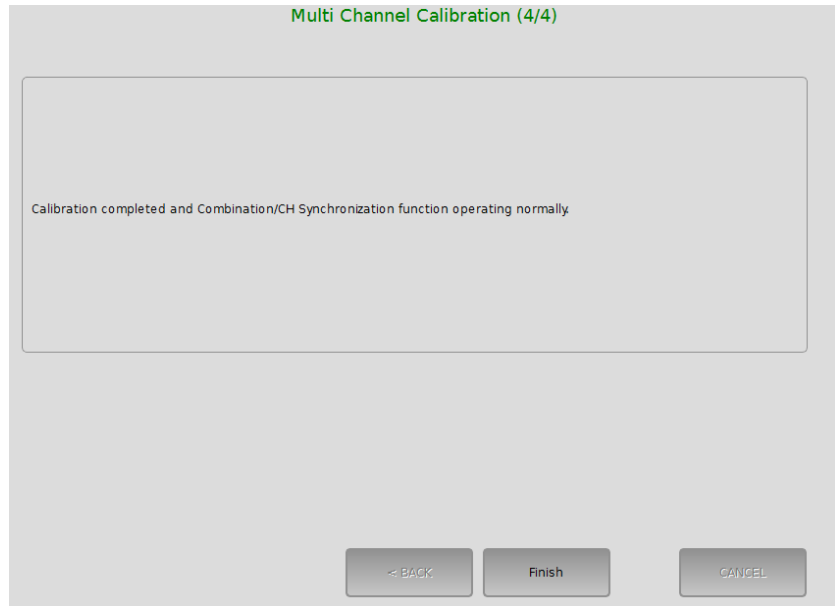 Multi Channel Calibration (4/4)
Calibration completed and Combination/CH Synchronization function operating normally.
< BACK
Finish
CANCEL